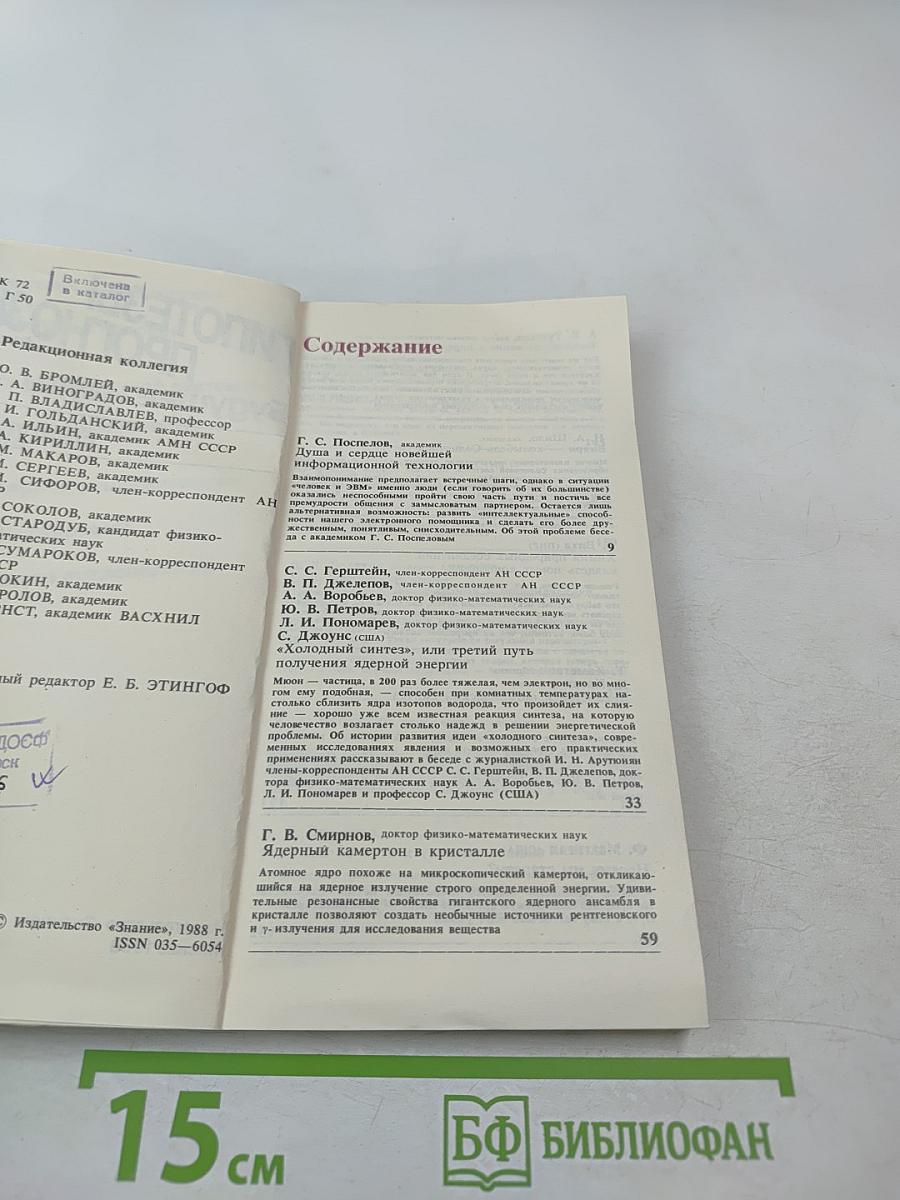 К 72
Г 50
Включена
в каталог
Редакционная коллегия
Ю. В. БРОМЛЕЙ, академик
А. ВИНОГРАДОВ, академик
П. ВЛАДИСЛАВЛЕВ, профессор
И. ГОЛЬДАНСКИЙ, академик
А. ИЛЬИН, академик АМН СССР
А. КИРИЛЛИН, академик
М. МАКАРОВ, академик
М. СЕРГЕЕВ, академик
И. СИФОРОВ, член-корреспондент АН
Р
СОКОЛОВ, академик
СТАРОДУБ, кандидат физико-
атических наук
СУМАРОКОВ, член-корреспондент
СР
ОКИН, академик
РОЛОВ, академик
РНСТ, академик ВАСХНИЛ
ный редактор Е. Б. ЭТИНГОФ
© Издательство «Знание», 1988 г.
ISSN 035—6054
Содержание
Г. С. Поспелов, академик
Душа и сердце новейшей
информационной технологии
Взаимопонимание предполагает встречные шаги, однако в ситуации
«человек и ЭВМ» именно люди (если говорить об их большинстве)
оказались неспособными пройти свою часть пути и постичь все
премудрости общения с замысловатым партнером. Остается лишь
альтернативная возможность: развить «интеллектуальные» способ-
ности нашего электронного помощника и сделать его более дру-
жественным, понятливым, снисходительным. Об этой проблеме бесе-
да с академиком Г. С. Поспеловым
9
С. С. Герштейн, член-корреспондент АН СССР
В. П. Джелепов, член-корреспондент АН СССР
А. А. Воробьев, доктор физико-математических наук
Ю. В. Петров, доктор физико-математических наук
Л. И. Пономарев, доктор физико-математических наук
С. Джоунс (США)
«Холодный синтез», или третий путь
получения ядерной энергии
Мюон — частица, в 200 раз более тяжелая, чем электрон, но во мно-
гом ему подобная, — способен при комнатных температурах на-
столько сблизить ядра изотопов водорода, что произойдет их слия-
ние — хорошо уже всем известная реакция синтеза, на которую
человечество возлагает столько надежд в решении энергетической
проблемы. Об истории развития идеи «холодного синтеза», совре-
менных исследованиях явления и возможных его практических
применениях рассказывают в беседе с журналисткой И. Н. Арутюнян
члены-корреспонденты АН СССР С. С. Герштейн, В. П. Джелепов, док-
тора физико-математических наук А. А. Воробьев, Ю. В. Петров,
Л. И. Пономарев и профессор С. Джоунс (США)
33
Г. В. Смирнов, доктор физико-математических наук
Ядерный камертон в кристалле
Атомное ядро похоже на микроскопический камертон, откликаю-
щийся на ядерное излучение строго определенной энергии. Удиви-
тельные резонансные свойства гигантского ядерного ансамбля в
кристалле позволяют создать необычные источники рентгеновского
и γ-излучения для исследования вещества
59
15 см
БФ БИБЛИОФАН